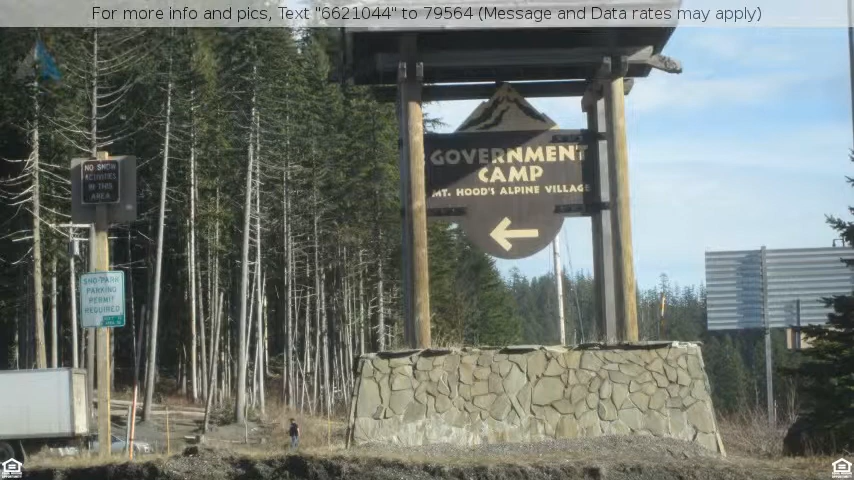 For more info and pics, Text "6621044" to 79564 (Message and Data rates may apply)
GOVERNMENT
CAMP
MT. HOOD'S ALPINE VILLAGE
NO SNOW
ACTIVITIES
IN THIS
AREA
SNO-PARK
PARKING
PERMIT
REQUIRED